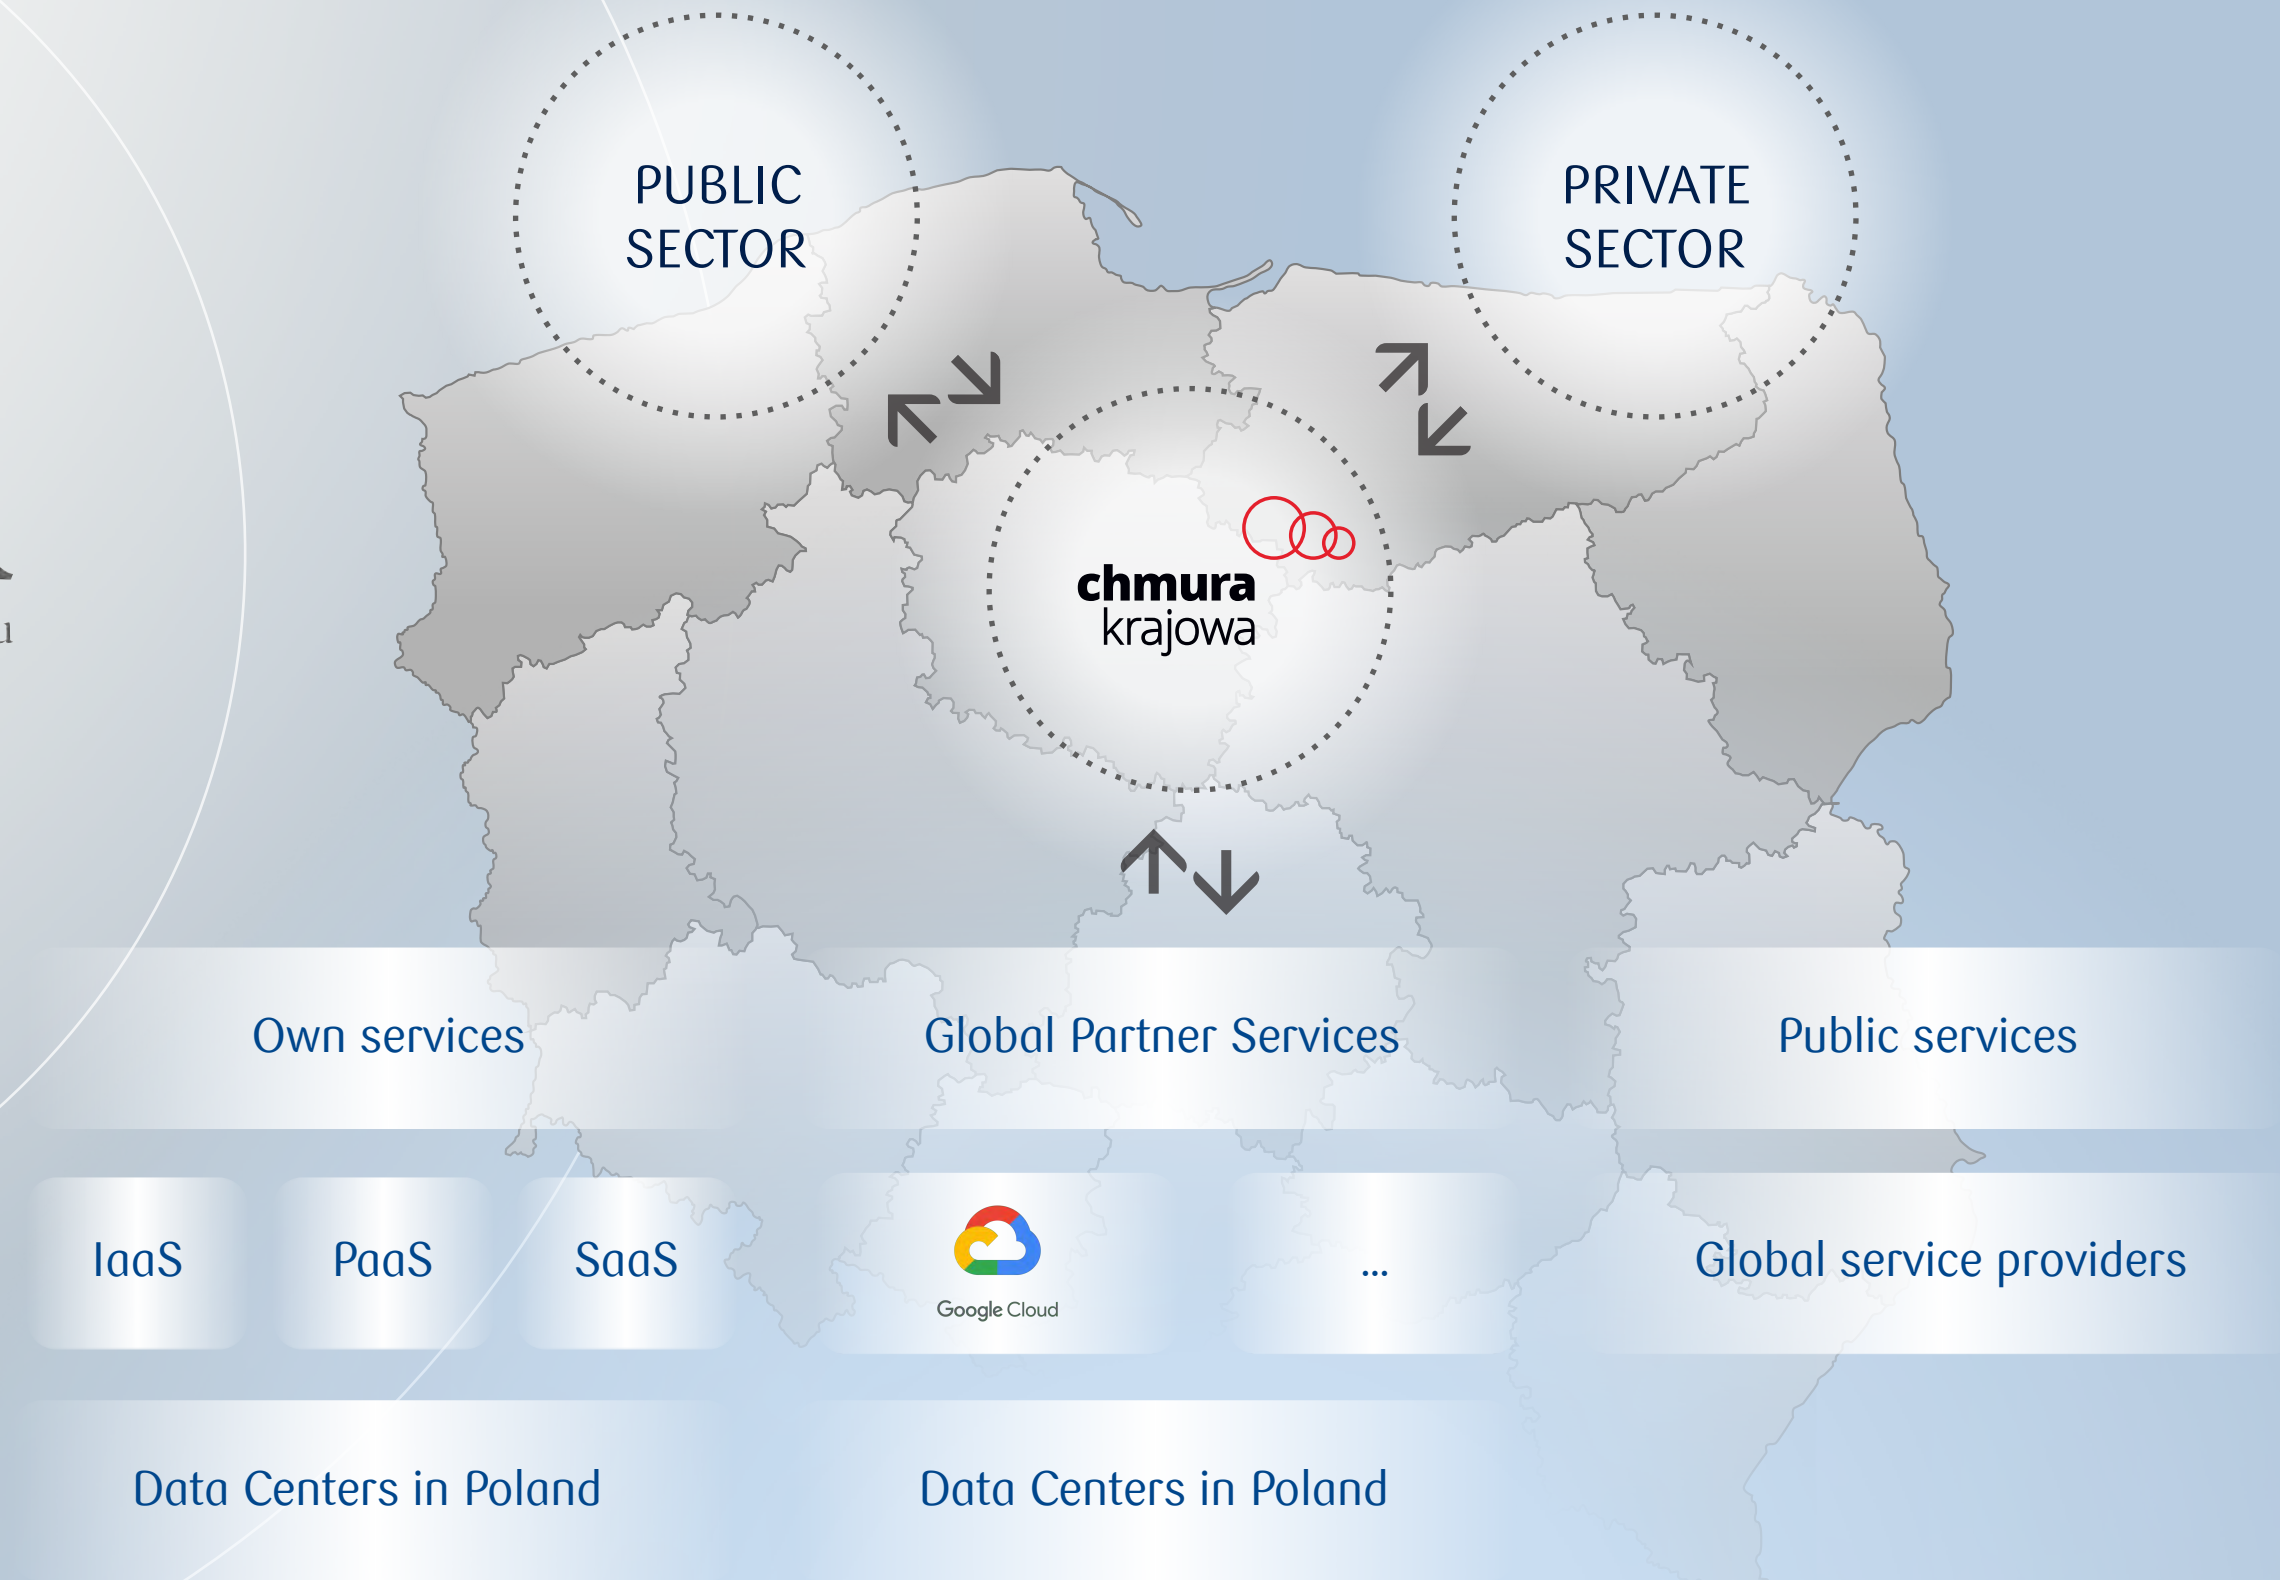 PUBLIC
SECTOR
PRIVATE
SECTOR
chmura
krajowa
Own services
Global Partner Services
Public services
IaaS
PaaS
SaaS
Google Cloud
...
Global service providers
Data Centers in Poland
Data Centers in Poland